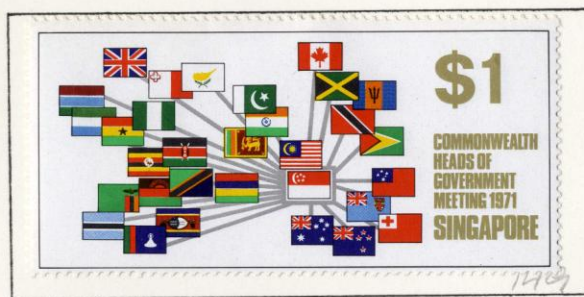 $1
COMMONWEALTH
HEADS OF
GOVERNMENT
MEETING 1971
SINGAPORE